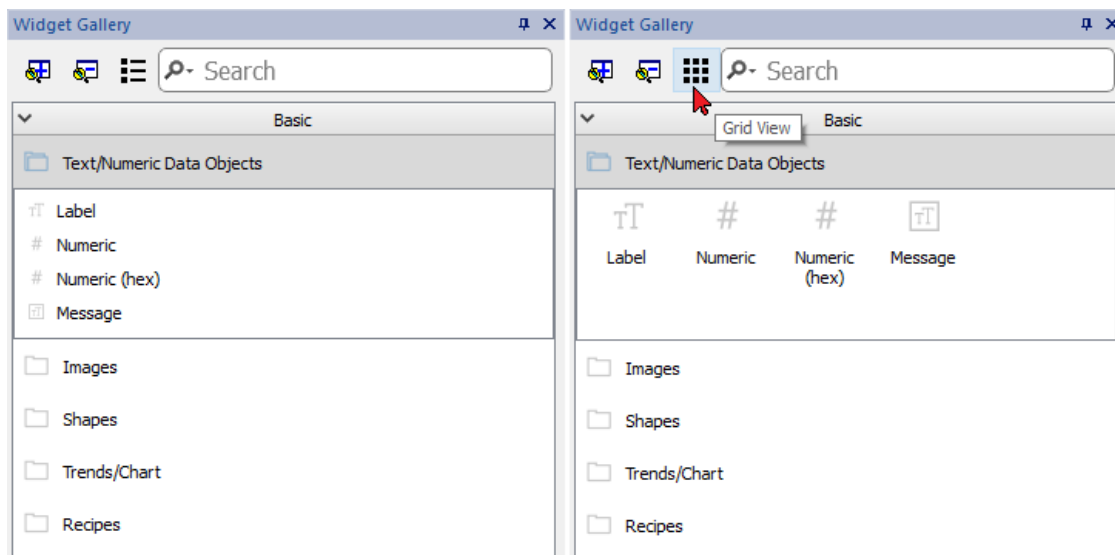 Widget Gallery
Search
Basic
Text/Numeric Data Objects
Label
Numeric
Numeric (hex)
Message
Images
Shapes
Trends/Chart
Recipes
Widget Gallery
Search
Basic
Grid View
Text/Numeric Data Objects
Label
Numeric
Numeric
(hex)
Message
Images
Shapes
Trends/Chart
Recipes